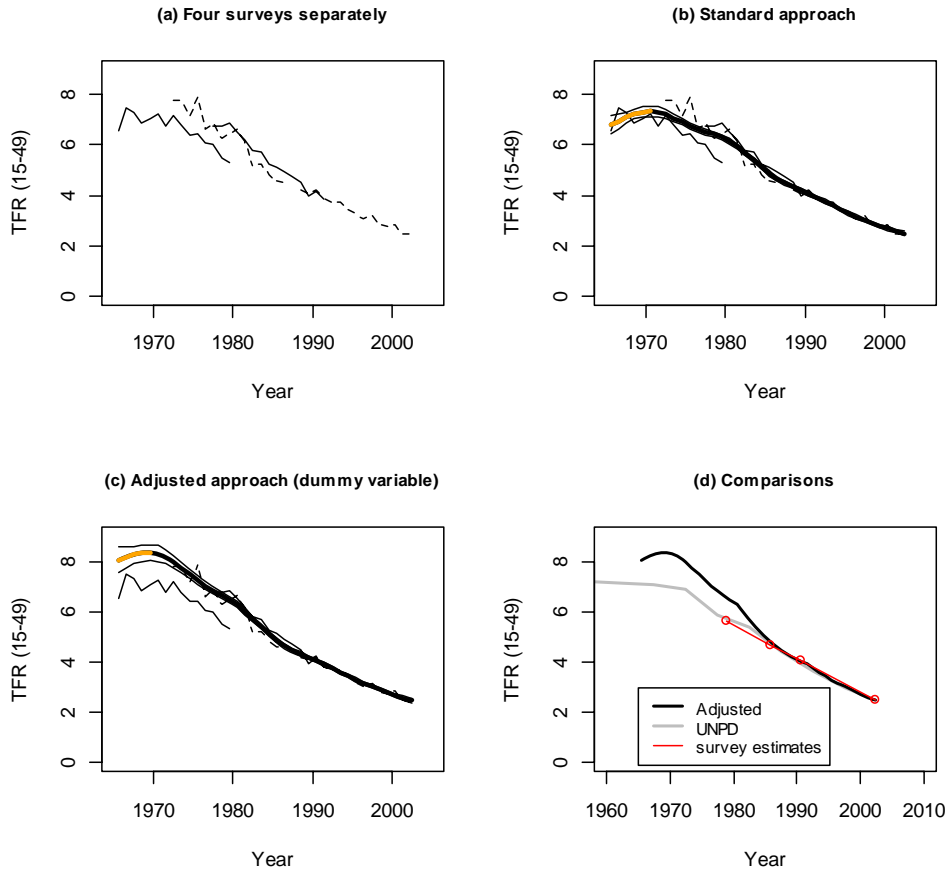 (a) Four surveys separately
TFR (15-49)
8
6
4
2
0
1970 1980 1990 2000
Year
(b) Standard approach
TFR (15-49)
8
6
4
2
0
1970 1980 1990 2000
Year
(c) Adjusted approach (dummy variable)
TFR (15-49)
8
6
4
2
0
1970 1980 1990 2000
Year
(d) Comparisons
TFR (15-49)
8
6
4
2
0
Adjusted
UNPD
survey estimates
1960 1970 1980 1990 2000 2010
Year